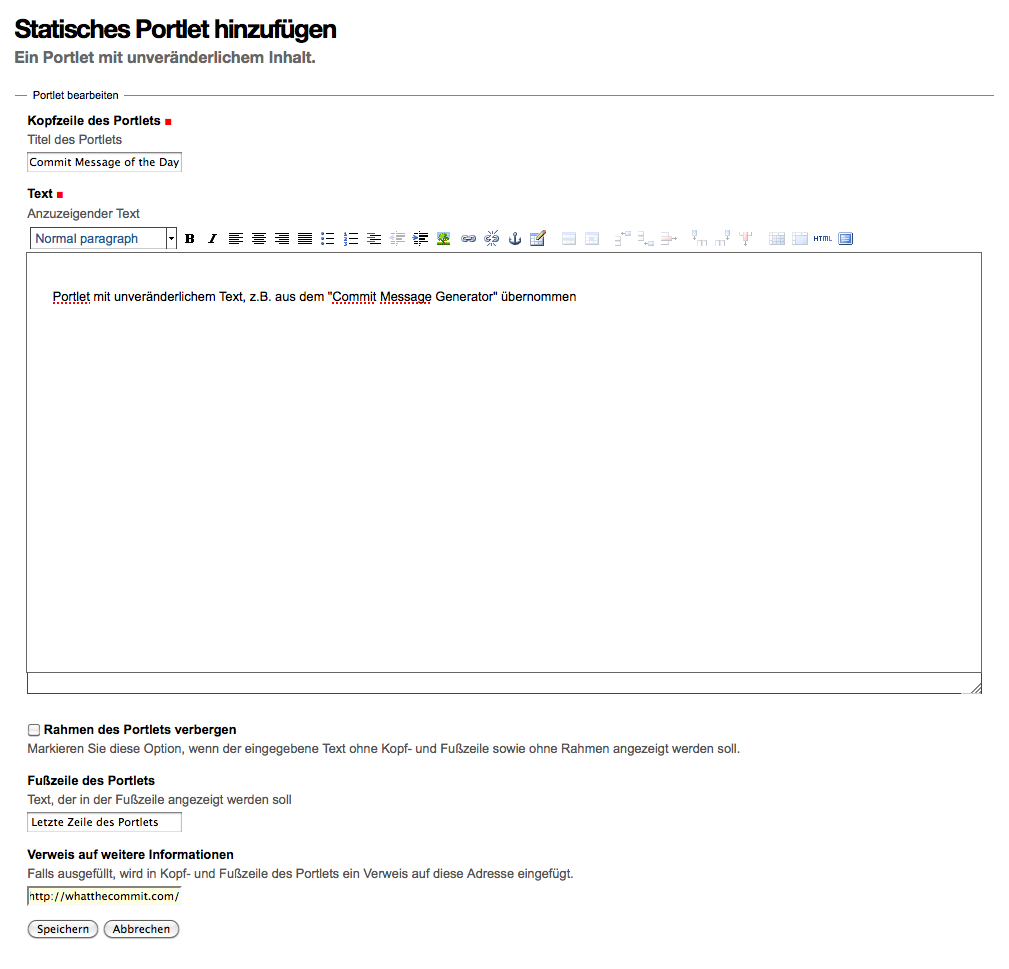 Statisches Portlet hinzufügen
Ein Portlet mit unveränderlichem Inhalt.
Portlet bearbeiten
Kopfzeile des Portlets
Titel des Portlets
Commit Message of the Day
Text
Anzuzeigender Text
Normal paragraph B I HTML
Portlet mit unveränderlichem Text, z.B. aus dem "Commit Message Generator" übernommen
Rahmen des Portlets verbergen
Markieren Sie diese Option, wenn der eingegebene Text ohne Kopf- und Fußzeile sowie ohne Rahmen angezeigt werden soll.
Fußzeile des Portlets
Text, der in der Fußzeile angezeigt werden soll
Letzte Zeile des Portlets
Verweis auf weitere Informationen
Falls ausgefüllt, wird in Kopf- und Fußzeile des Portlets ein Verweis auf diese Adresse eingefügt.
http://whatthecommit.com/
Speichern Abbrechen